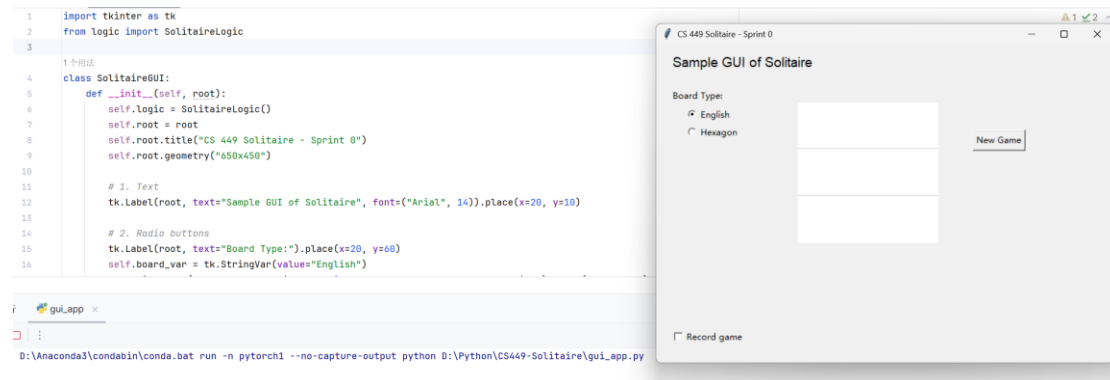 1 import tkinter as tk
2 from logic import SolitaireLogic
3
1 个用法
4 class SolitaireGUI:
5 def __init__(self, root):
6 self.logic = SolitaireLogic()
7 self.root = root
8 self.root.title("CS 449 Solitaire - Sprint 0")
9 self.root.geometry("650x450")
10
11 # 1. Text
12 tk.Label(root, text="Sample GUI of Solitaire", font=("Arial", 14)).place(x=20, y=10)
13
14 # 2. Radio buttons
15 tk.Label(root, text="Board Type:").place(x=20, y=60)
16 self.board_var = tk.StringVar(value="English")
1 2
CS 449 Solitaire - Sprint 0
Sample GUI of Solitaire
Board Type:
English
Hexagon
New Game
Record game
gui_app
D:\Anaconda3\condabin\conda.bat run -n pytorch1 --no-capture-output python D:\Python\CS449-Solitaire\gui_app.py